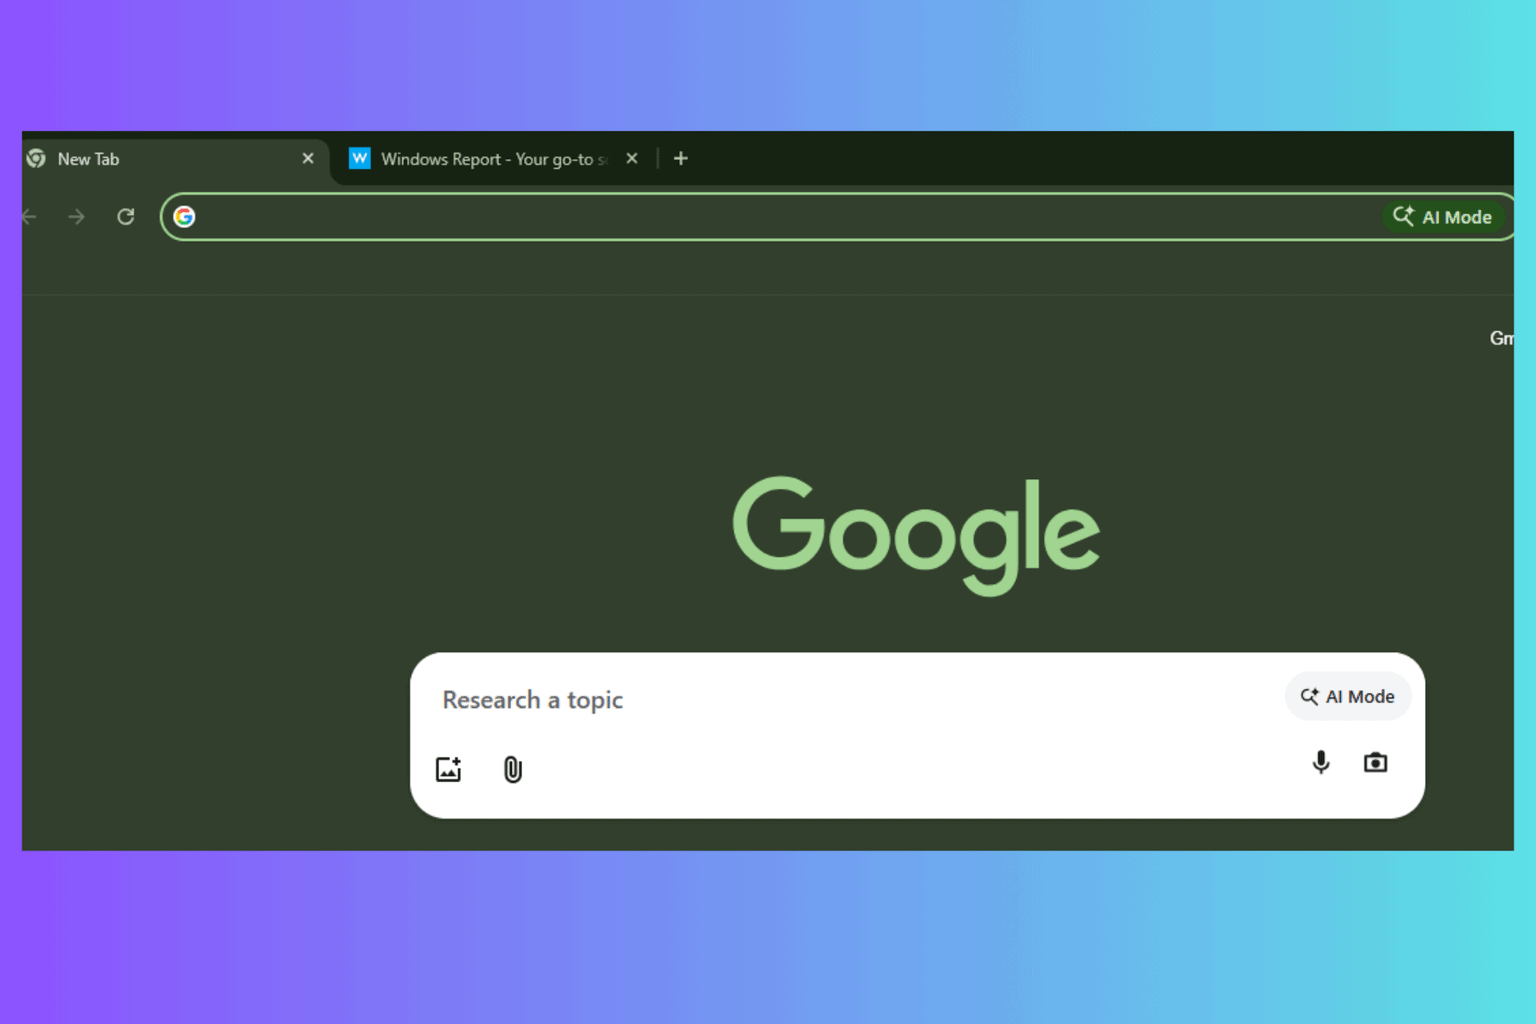 New Tab
W Windows Report - Your go-to s
AI Mode
Gm
Google
Research a topic
AI Mode